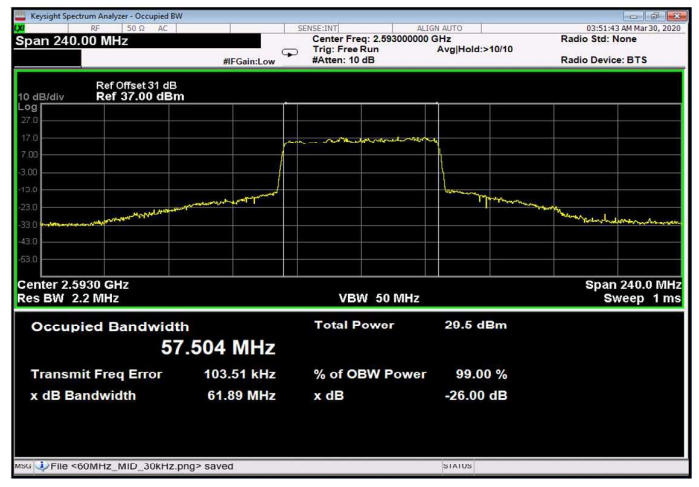 Keysight Spectrum Analyzer - Occupied BW
LXI RF 50 Ω AC SENSE:INT ALIGN AUTO 03:51:43 AM Mar 30, 2020
Span 240.00 MHz Center Freq: 2.593000000 GHz Radio Std: None
Trig: Free Run Avg|Hold:>10/10
#IFGain:Low #Atten: 10 dB Radio Device: BTS
Ref Offset 31 dB
10 dB/div Ref 37.00 dBm
Log
27.0
17.0
7.00
-3.00
-13.0
-23.0
-33.0
-43.0
-53.0
Center 2.5930 GHz Span 240.0 MHz
Res BW 2.2 MHz VBW 50 MHz Sweep 1 ms
Occupied Bandwidth Total Power 29.5 dBm
57.504 MHz
Transmit Freq Error 103.51 kHz % of OBW Power 99.00 %
x dB Bandwidth 61.89 MHz x dB -26.00 dB
MSG File <60MHz_MID_30kHz.png> saved STATUS